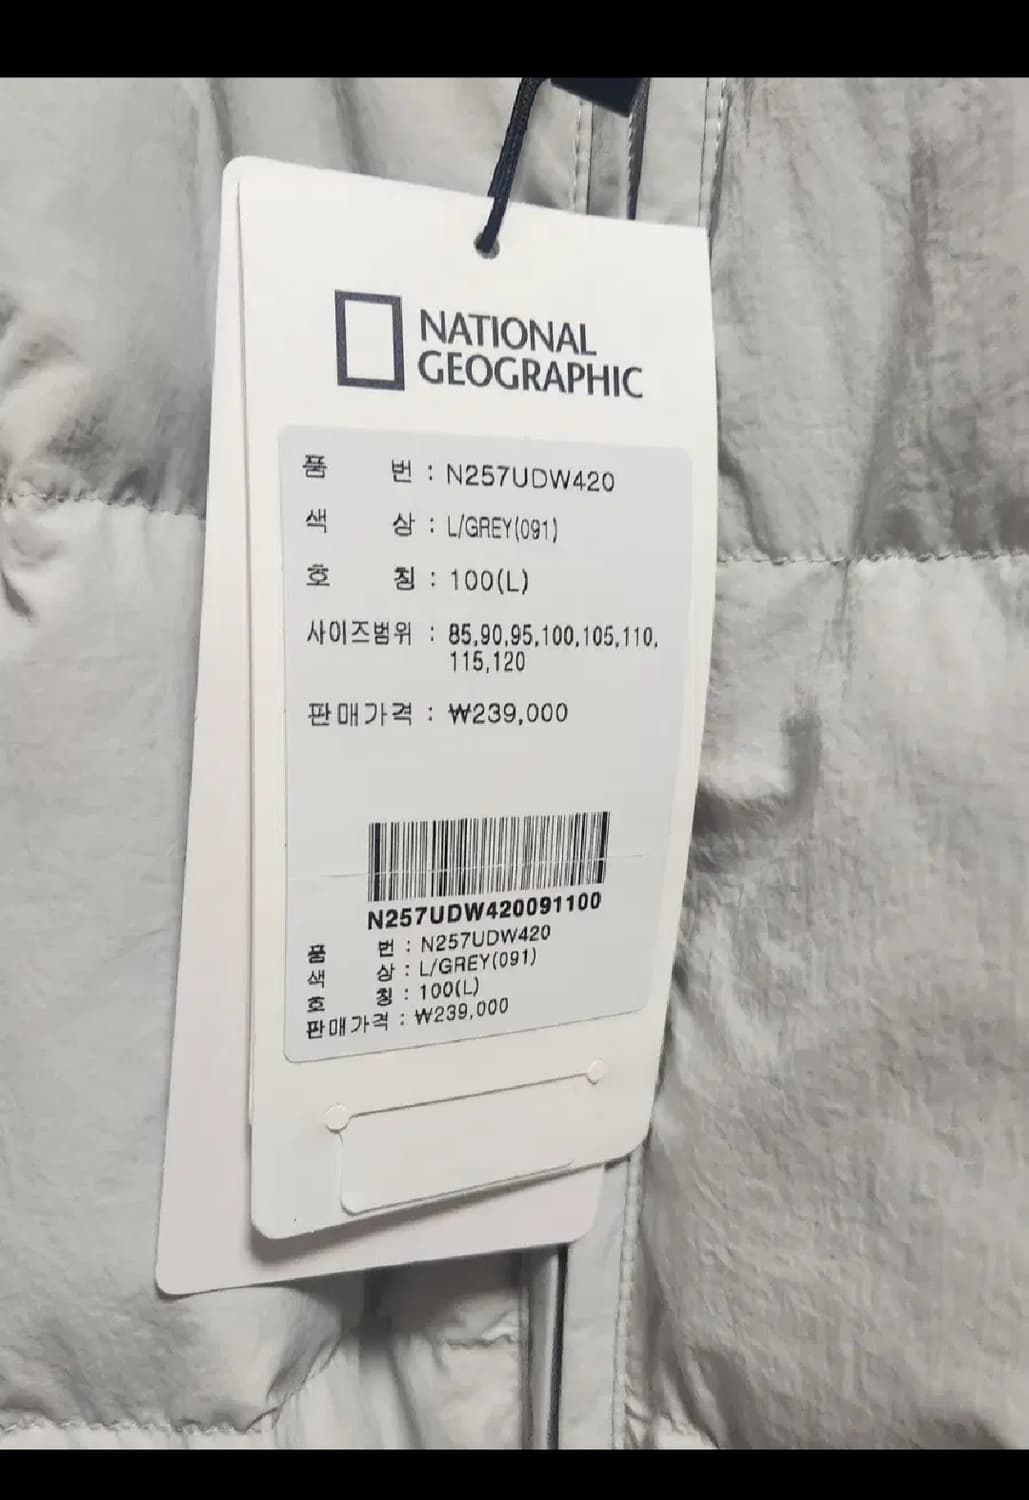 NATIONAL
GEOGRAPHIC
품 번 : N257UDW420
색 상 : L/GREY(091)
호 칭 : 100(L)
사이즈범위 : 85,90,95,100,105,110,
115,120
판매가격 : ₩239,000
N257UDW420091100
품 번 : N257UDW420
색 상 : L/GREY(091)
호 칭 : 100(L)
판매가격 : ₩239,000